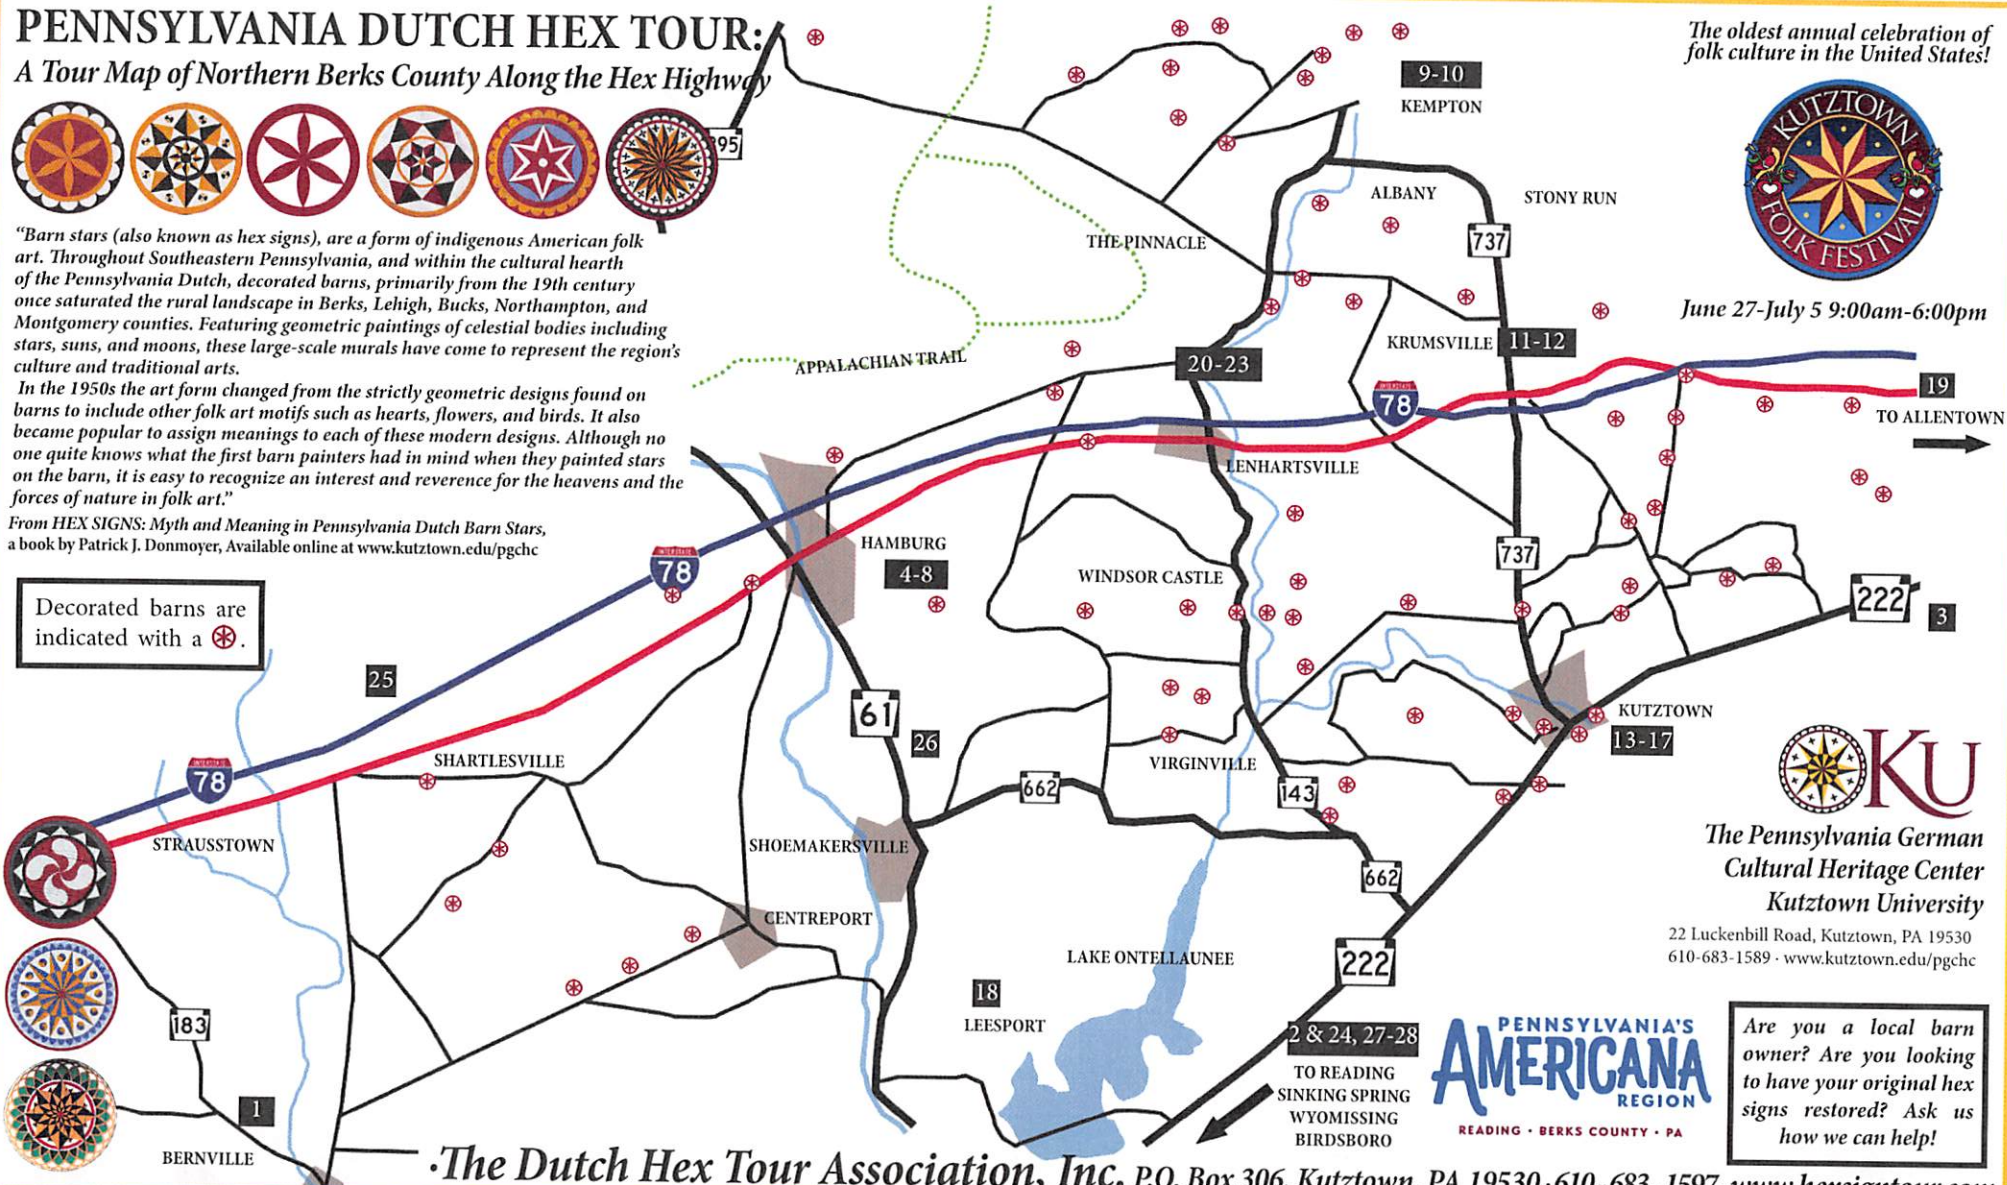 PENNSYLVANIA DUTCH HEX TOUR:
A Tour Map of Northern Berks County Along the Hex Highway
"Barn stars (also known as hex signs), are a form of indigenous American folk
art. Throughout Southeastern Pennsylvania, and within the cultural hearth
of the Pennsylvania Dutch, decorated barns, primarily from the 19th century
once saturated the rural landscape in Berks, Lehigh, Bucks, Northampton, and
Montgomery counties. Featuring geometric paintings of celestial bodies including
stars, suns, and moons, these large-scale murals have come to represent the region's
culture and traditional arts.
In the 1950s the art form changed from the strictly geometric designs found on
barns to include other folk art motifs such as hearts, flowers, and birds. It also
became popular to assign meanings to each of these modern designs. Although no
one quite knows what the first barn painters had in mind when they painted stars
on the barn, it is easy to recognize an interest and reverence for the heavens and the
forces of nature in folk art."
From HEX SIGNS: Myth and Meaning in Pennsylvania Dutch Barn Stars,
a book by Patrick J. Donmoyer, Available online at www.kutztown.edu/pgchc
Decorated barns are
indicated with a .
95
9-10
KEMPTON
ALBANY
STONY RUN
737
THE PINNACLE
APPALACHIAN TRAIL
20-23
KRUMSVILLE
11-12
INTERSTATE
78
19
TO ALLENTOWN
LENHARTSVILLE
HAMBURG
4-8
INTERSTATE
78
WINDSOR CASTLE
737
222
3
25
61
26
KUTZTOWN
13-17
VIRGINVILLE
INTERSTATE
78
SHARTLESVILLE
662
143
STRAUSSTOWN
SHOEMAKERSVILLE
662
CENTREPORT
LAKE ONTELLAUNEE
222
18
LEESPORT
183
1
BERNVILLE
2 & 24, 27-28
TO READING
SINKING SPRING
WYOMISSING
BIRDSBORO
The oldest annual celebration of
folk culture in the United States!
KUTZTOWN
FOLK FESTIVAL
June 27-July 5 9:00am-6:00pm
KU
The Pennsylvania German
Cultural Heritage Center
Kutztown University
22 Luckenbill Road, Kutztown, PA 19530
610-683-1589 · www.kutztown.edu/pgchc
PENNSYLVANIA'S
AMERICANA
REGION
READING · BERKS COUNTY · PA
Are you a local barn
owner? Are you looking
to have your original hex
signs restored? Ask us
how we can help!
·The Dutch Hex Tour Association, Inc. P.O. Box 306, Kutztown, PA 19530·610-683-1597 www.hexsigntour.com